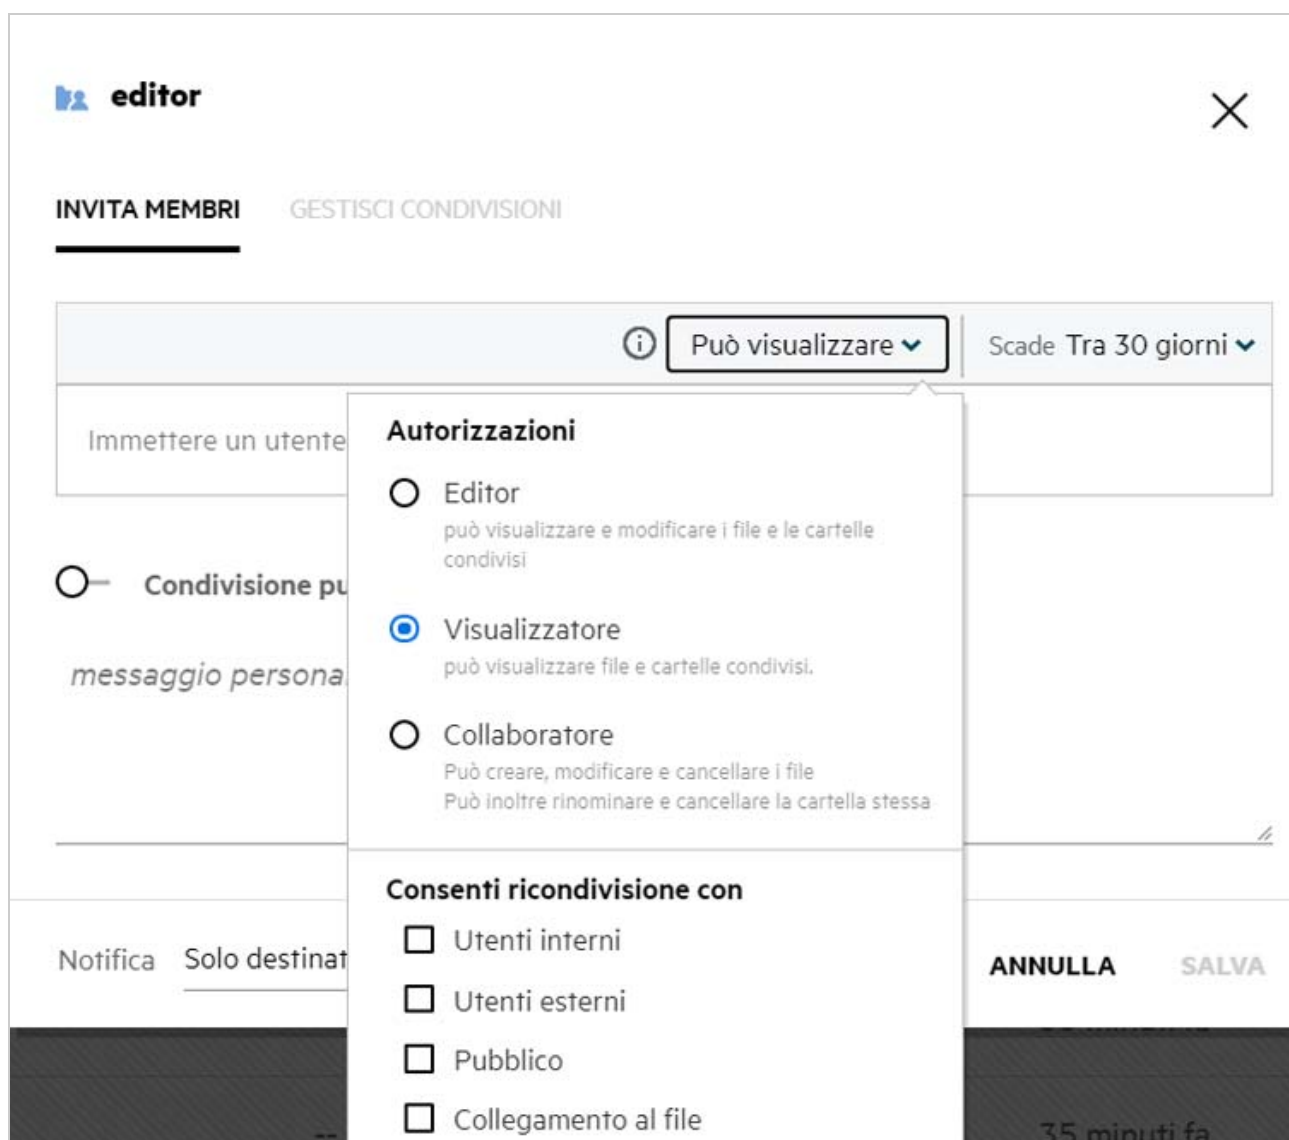 editor
INVITA MEMBRI GESTISCI CONDIVISIONI
Può visualizzare Scade Tra 30 giorni
Immettere un utente
Autorizzazioni
Editor
può visualizzare e modificare i file e le cartelle
condivisi
Condivisione
Visualizzatore
può visualizzare file e cartelle condivisi.
messaggio
Collaboratore
Può creare, modificare e cancellare i file
Può inoltre rinominare e cancellare la cartella stessa
Consenti ricondivisione con
Utenti interni
Notifica Solo
ANNULLA SALVA
Utenti esterni
Pubblico
Collegamento al file
-- 35 minuti fa